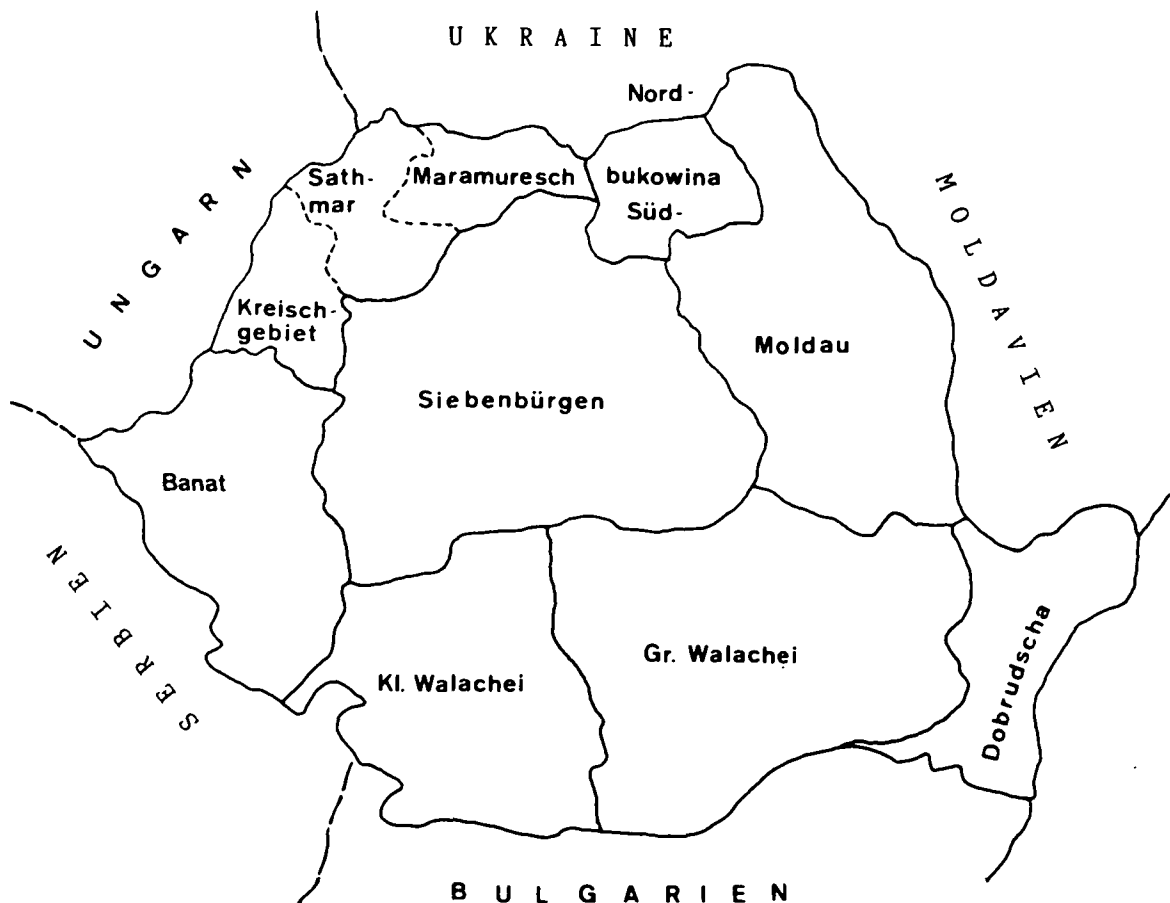 UKRAINE
Nord-
bukowina
Süd-
Sath-
mar
Maramuresch
UNGARN
MOLDAVIEN
Kreisch-
gebiet
Moldau
Siebenbürgen
Banat
SERBIEN
Kl. Walachei
Gr. Walachei
Dobrudscha
BULGARIEN